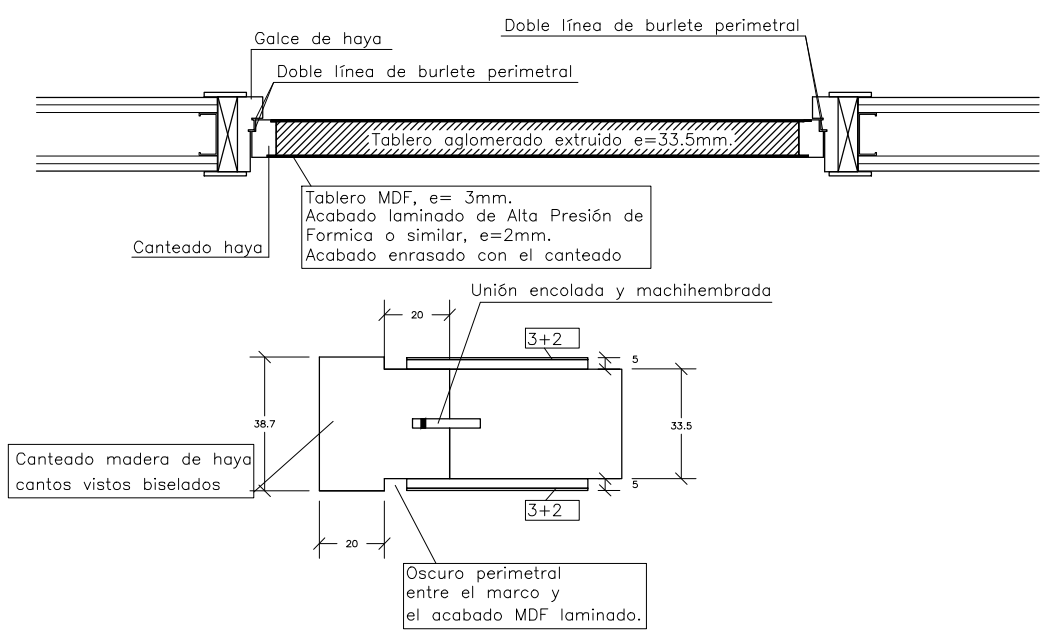 Doble línea de burlete perimetral
Galce de haya
Doble línea de burlete perimetral
Tablero aglomerado extruido e=33.5mm.
Tablero MDF, e= 3mm.
Acabado laminado de Alta Presión de
Formica o similar, e=2mm.
Acabado enrasado con el canteado
Canteado haya
Unión encolada y machihembrada
20
3+2
5
38.7
33.5
Canteado madera de haya
cantos vistos biselados
5
3+2
20
Oscuro perimetral
entre el marco y
el acabado MDF laminado.